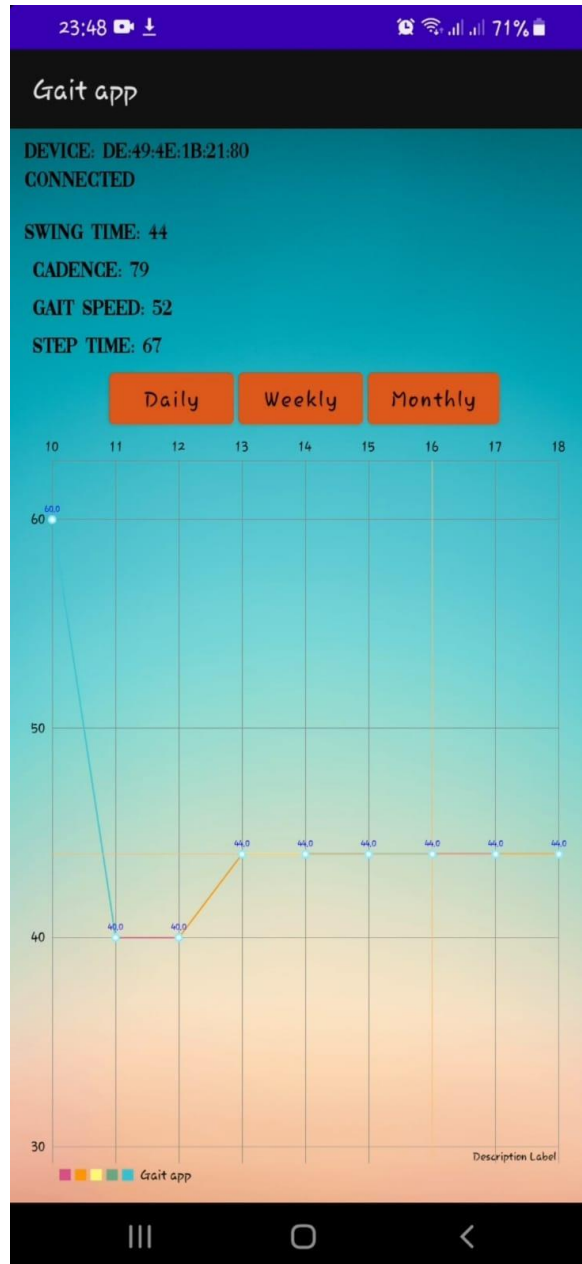 23:48 71%
Gait app
DEVICE: DE:49:4E:1B:21:80
CONNECTED
SWING TIME: 44
CADENCE: 79
GAIT SPEED: 52
STEP TIME: 67
Daily Weekly Monthly
10 11 12 13 14 15 16 17 18
60.0
60
50
44.0 44.0 44.0 44.0 44.0 44.0
40.0 40.0
40
30
Description Label
Gait app